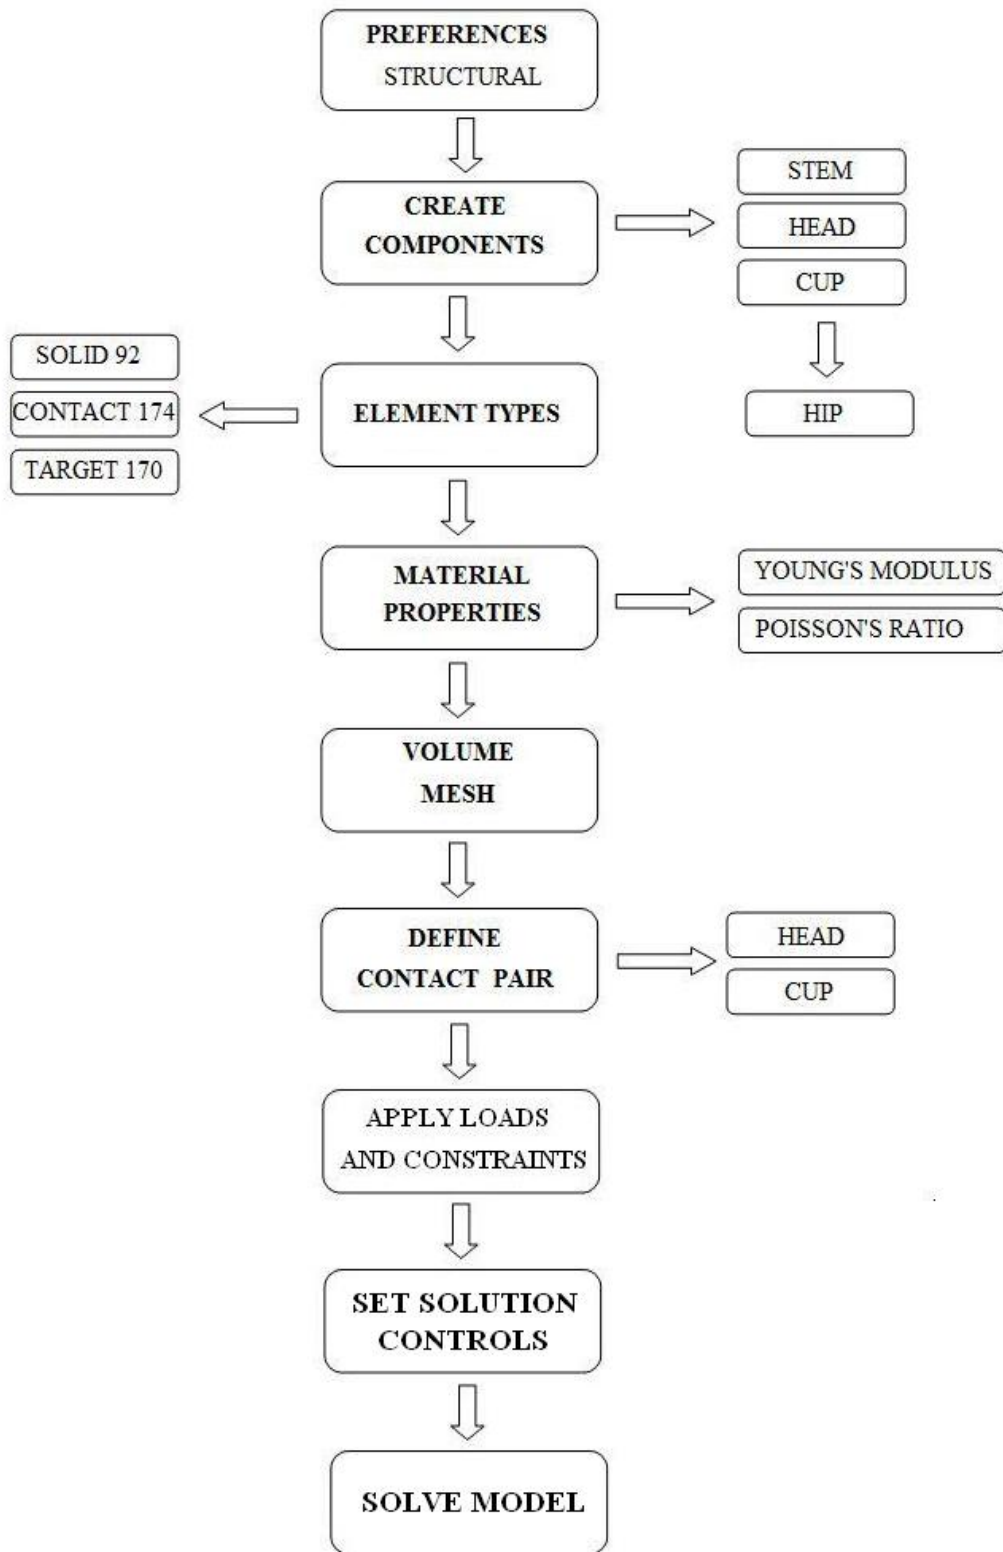 PREFERENCES
STRUCTURAL
CREATE
COMPONENTS
STEM
HEAD
CUP
HIP
ELEMENT TYPES
SOLID 92
CONTACT 174
TARGET 170
MATERIAL
PROPERTIES
YOUNG'S MODULUS
POISSON'S RATIO
VOLUME
MESH
DEFINE
CONTACT PAIR
HEAD
CUP
APPLY LOADS
AND CONSTRAINTS
SET SOLUTION
CONTROLS
SOLVE MODEL